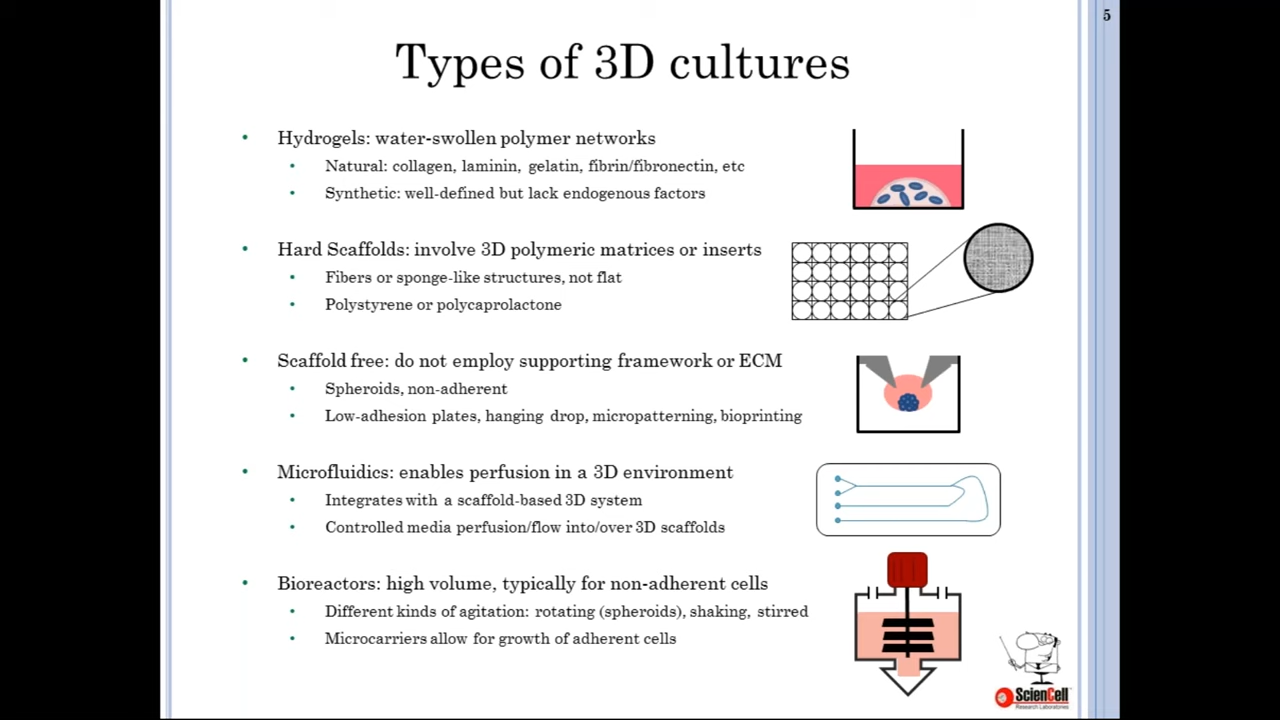 5
Types of 3D cultures
• Hydrogels: water-swollen polymer networks
• Natural: collagen, laminin, gelatin, fibrin/fibronectin, etc
• Synthetic: well-defined but lack endogenous factors
• Hard Scaffolds: involve 3D polymeric matrices or inserts
• Fibers or sponge-like structures, not flat
• Polystyrene or polycaprolactone
• Scaffold free: do not employ supporting framework or ECM
• Spheroids, non-adherent
• Low-adhesion plates, hanging drop, micropatterning, bioprinting
• Microfluidics: enables perfusion in a 3D environment
• Integrates with a scaffold-based 3D system
• Controlled media perfusion/flow into/over 3D scaffolds
• Bioreactors: high volume, typically for non-adherent cells
• Different kinds of agitation: rotating (spheroids), shaking, stirred
• Microcarriers allow for growth of adherent cells
ScienCell
Research Laboratories